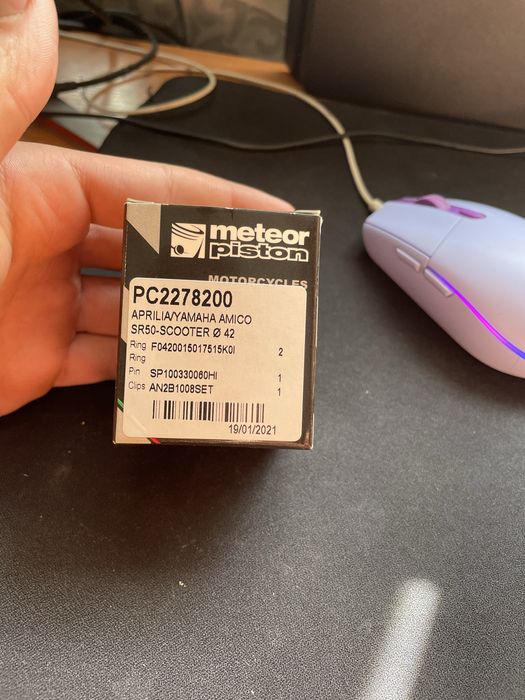 meteor
piston
MOTORCYCLES
PC2278200
APRILIA/YAMAHA AMICO
SR50-SCOOTER Ø 42
Ring F0420015017515K0I 2
Ring
Pin SP100330060HI 1
Clips AN2B1008SET 1
19/01/2021